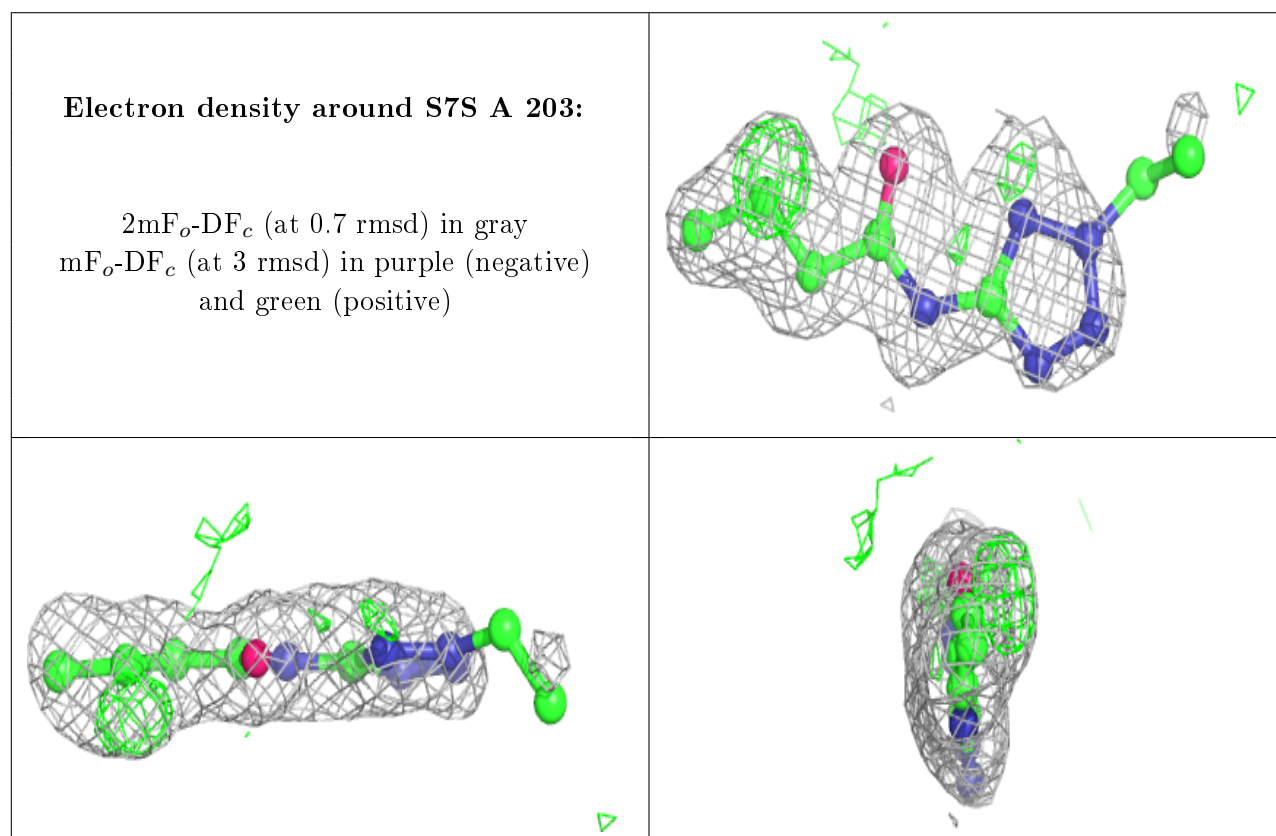 Electron density around S7S A 203:
2mFₒ-DF𝒸 (at 0.7 rmsd) in gray
mFₒ-DF𝒸 (at 3 rmsd) in purple (negative)
and green (positive)